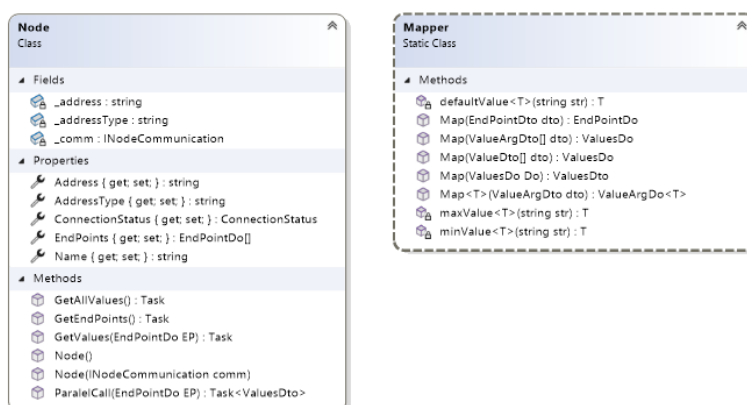 Node
Class
Fields
_address : string
_addressType : string
_comm : INodeCommunication
Properties
Address { get; set; } : string
AddressType { get; set; } : string
ConnectionStatus { get; set; } : ConnectionStatus
EndPoints { get; set; } : EndPointDo[]
Name { get; set; } : string
Methods
GetAllValues() : Task
GetEndPoints() : Task
GetValues(EndPointDo EP) : Task
Node()
Node(INodeCommunication comm)
ParalelCall(EndPointDo EP) : Task<ValuesDto>
Mapper
Static Class
Methods
defaultValue<T>(string str) : T
Map(EndPointDto dto) : EndPointDo
Map(ValueArgDto[] dto) : ValuesDo
Map(ValueDto[] dto) : ValuesDo
Map(ValuesDo Do) : ValuesDto
Map<T>(ValueArgDto dto) : ValueArgDo<T>
maxValue<T>(string str) : T
minValue<T>(string str) : T